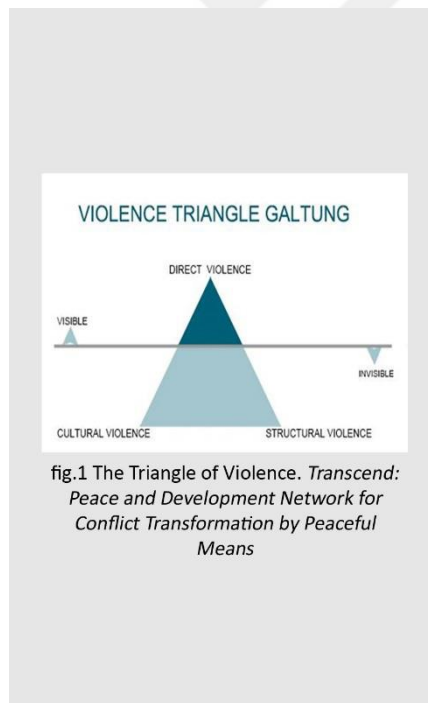 VIOLENCE TRIANGLE GALTUNG
DIRECT VIOLENCE
VISIBLE
INVISIBLE
CULTURAL VIOLENCE
STRUCTURAL VIOLENCE
fig.1 The Triangle of Violence. Transcend:
Peace and Development Network for
Conflict Transformation by Peaceful
Means